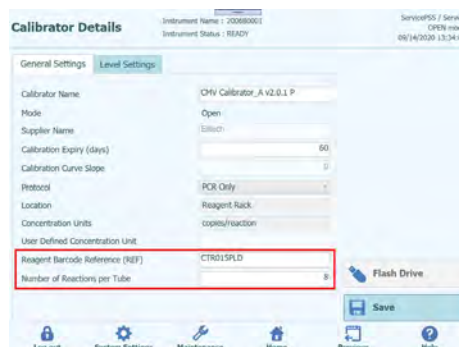 Calibrator Details
Instrument Name : 200680001
Instrument Status : READY
ServicePSS / Servi
OPEN mo
09/14/2020 13:34:
General Settings
Level Settings
Calibrator Name
CMV Calibrator_A v2.0.1 P
Mode
Open
Supplier Name
Elitech
Calibration Expiry (days)
60
Calibration Curve Slope
0
Protocol
PCR Only
Location
Reagent Rack
Concentration Units
copies/reaction
User Defined Concentration Unit
Reagent Barcode Reference (REF)
CTR015PLD
Number of Reactions per Tube
8
Flash Drive
Save
Log out
System Settings
Maintenance
Home
Previous
Help